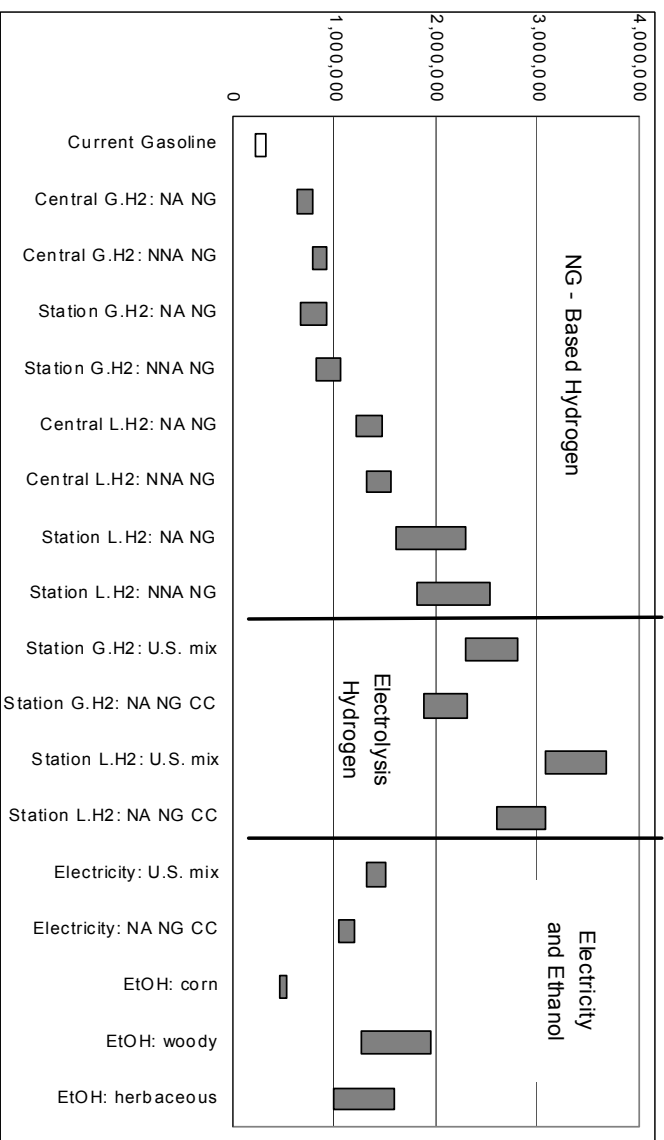 4,000,000
3,000,000
2,000,000
1,000,000
0
NG - Based Hydrogen
Electrolysis
Hydrogen
Electricity
and Ethanol
Current Gasoline
Central G.H2: NA NG
Central G.H2: NNA NG
Station G.H2: NA NG
Station G.H2: NNA NG
Central L.H2: NA NG
Central L.H2: NNA NG
Station L.H2: NA NG
Station L.H2: NNA NG
Station G.H2: U.S. mix
Station G.H2: NA NG CC
Station L.H2: U.S. mix
Station L.H2: NA NG CC
Electricity: U.S. mix
Electricity: NA NG CC
EtOH: corn
EtOH: woody
EtOH: herbaceous